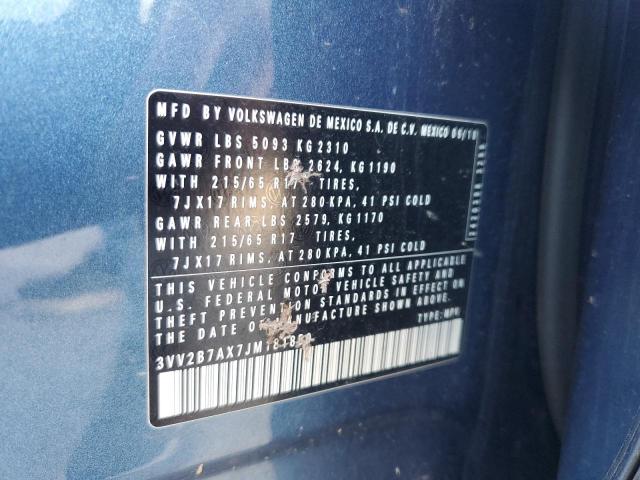 MFD BY VOLKSWAGEN DE MEXICO S.A. DE C.V. MEXICO
GVWR LBS 5093 KG 2310
GAWR FRONT LBS 2624, KG 1190
WITH 215/65 R17 TIRES,
7JX17 RIMS, AT 280 KPA, 41 PSI COLD
GAWR REAR LBS 2579, KG 1170
WITH 215/65 R17 TIRES,
7JX17 RIMS, AT 280 KPA, 41 PSI COLD
THIS VEHICLE CONFORMS TO ALL APPLICABLE
U.S. FEDERAL MOTOR VEHICLE SAFETY AND
THEFT PREVENTION STANDARDS IN EFFECT ON
THE DATE OF MANUFACTURE SHOWN ABOVE.
TYPE:MPV